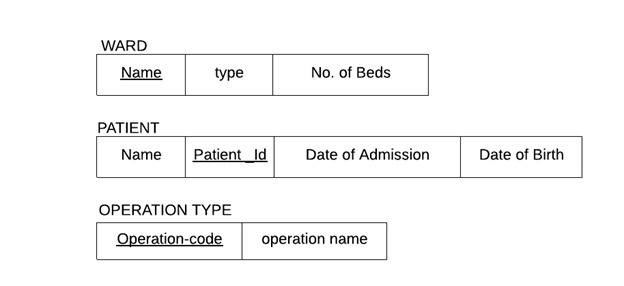 WARD
Name type No. of Beds
PATIENT
Name Patient _Id Date of Admission Date of Birth
OPERATION TYPE
Operation-code operation name